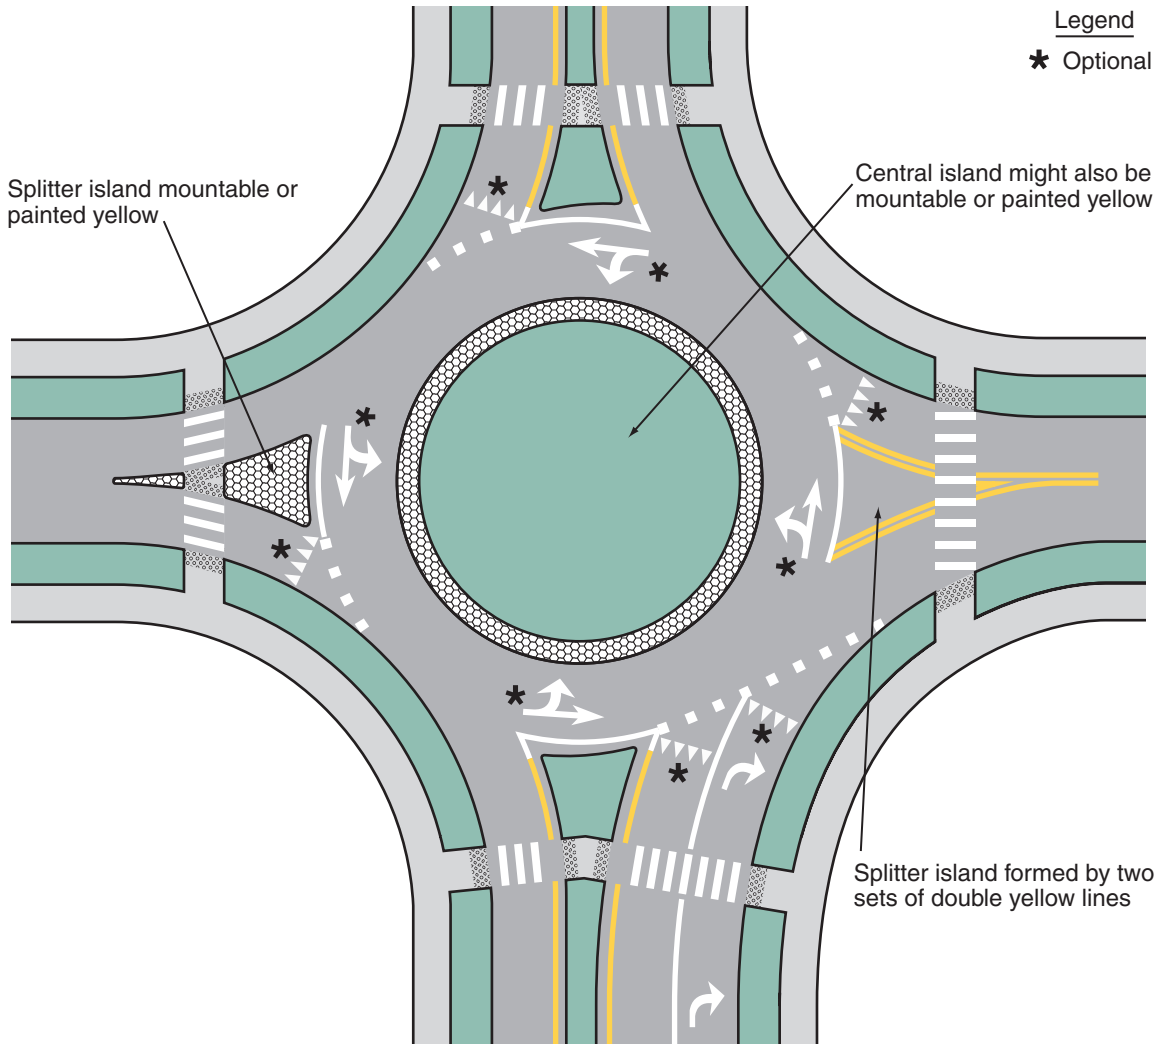 Legend
* Optional
Splitter island mountable or
painted yellow
Central island might also be
mountable or painted yellow
Splitter island formed by two
sets of double yellow lines